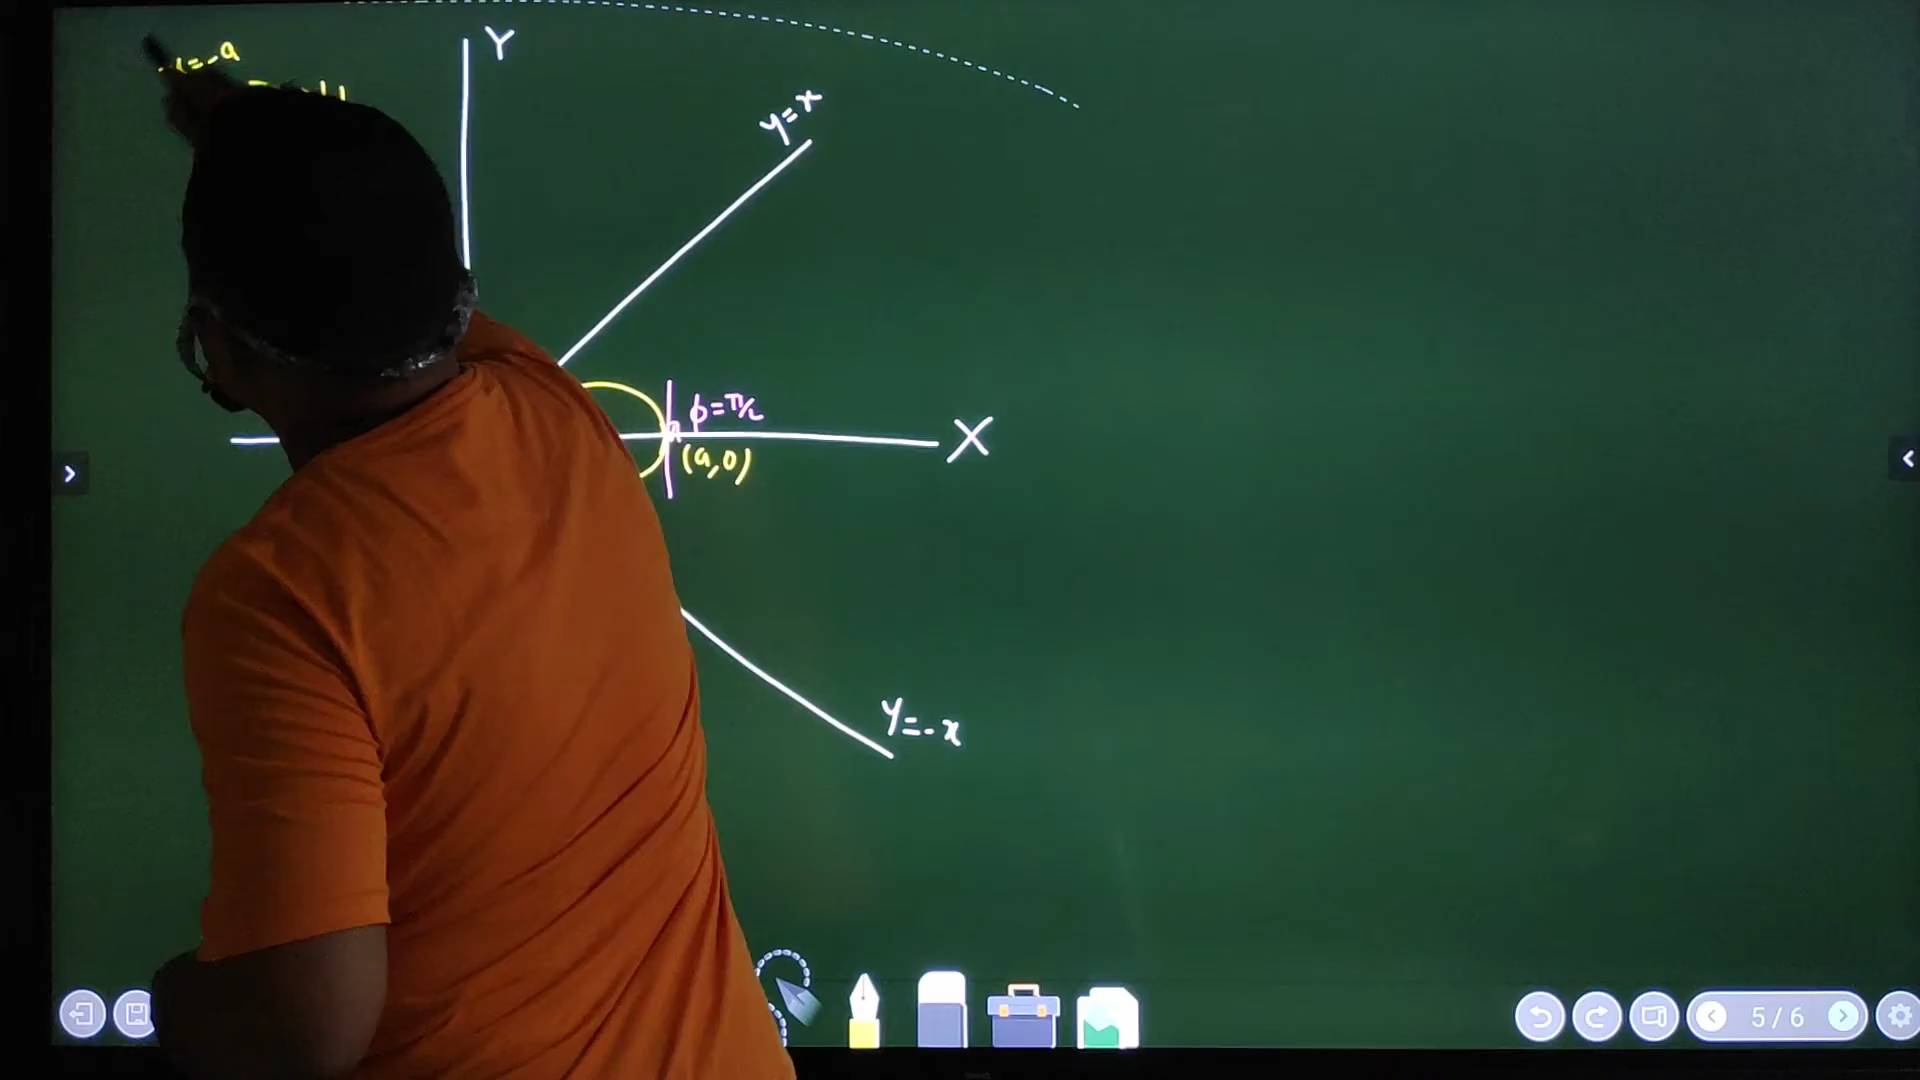 =-a
Y
y=x
ϕ=π/2
a
X
(a,0)
y=-x
5/6